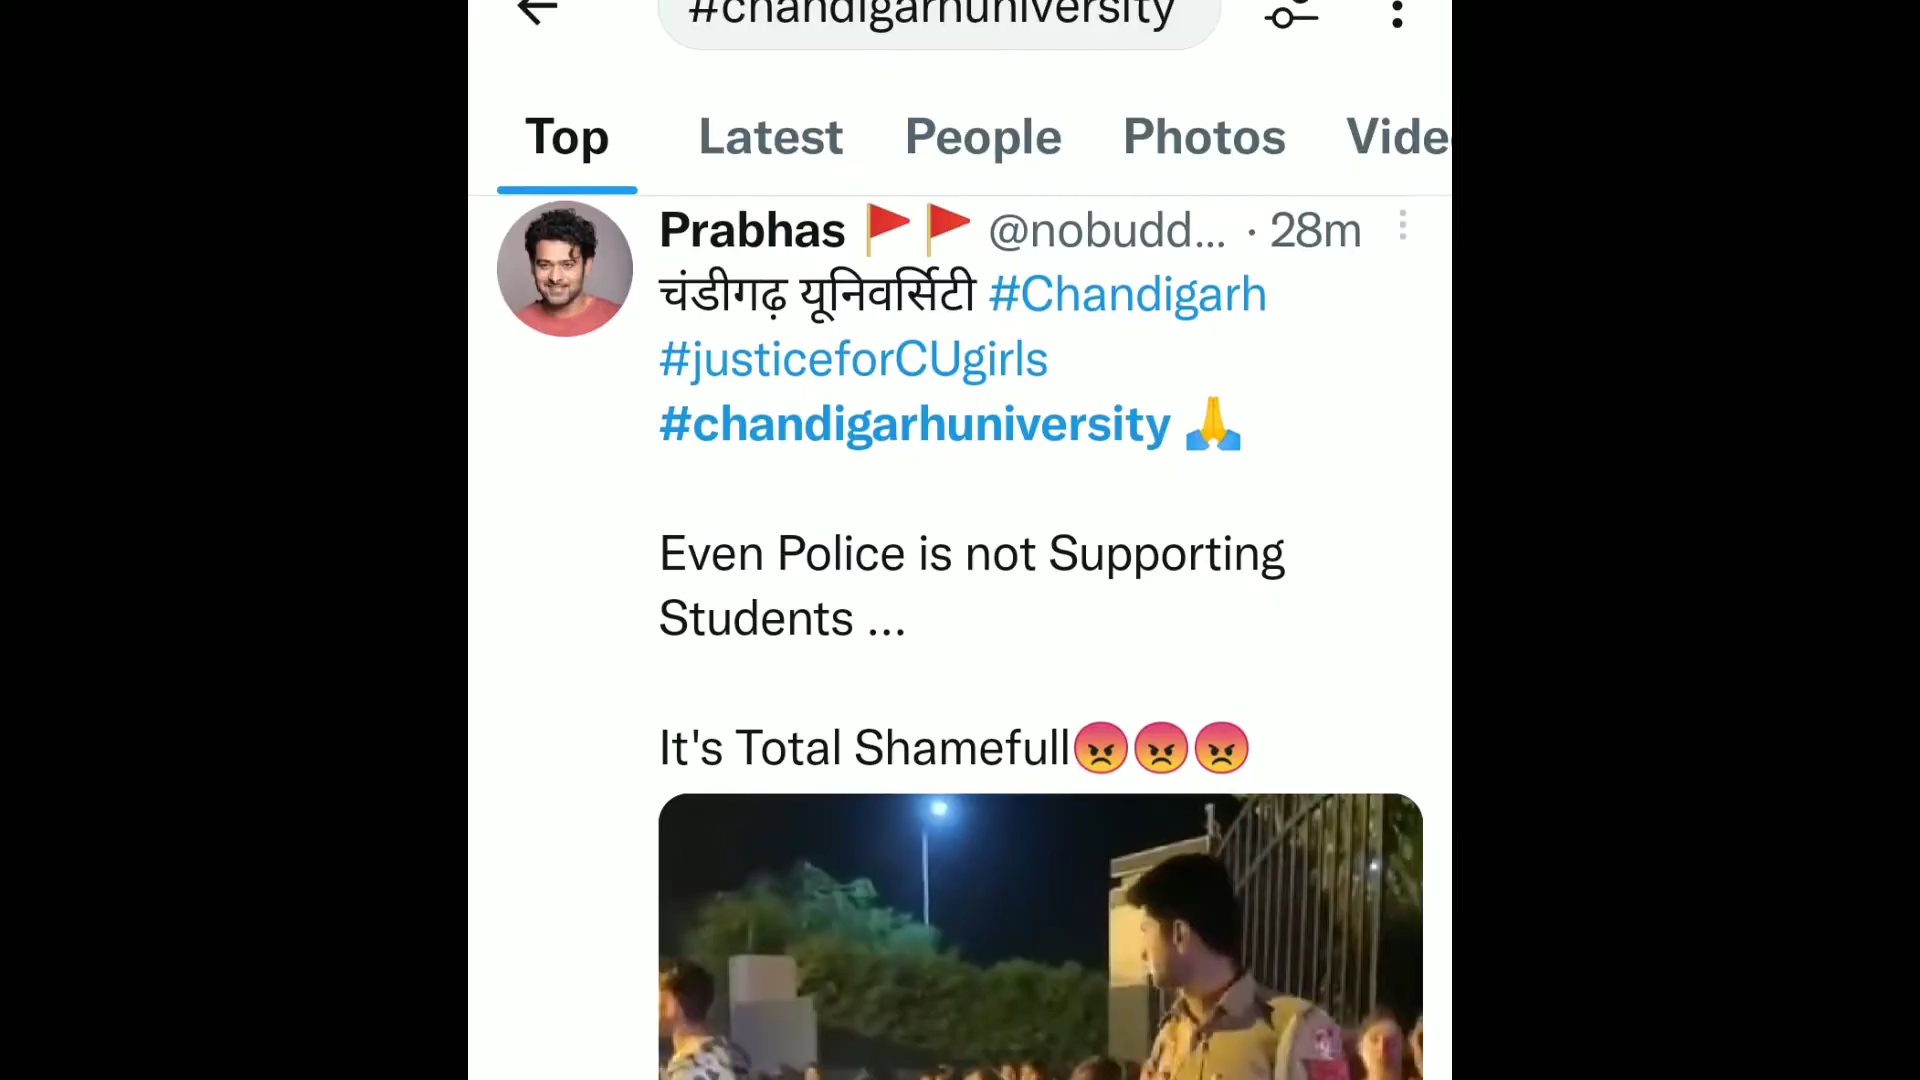 #chandigarhuniversity
Top Latest People Photos
Prabhas 🚩🚩 @nobudd... · 28m
चंडीगढ़ यूनिवर्सिटी #Chandigarh
#justiceforCUgirls
#chandigarhuniversity 🙏
Even Police is not Supporting
Students ...
It's Total Shamefull😡😡😡